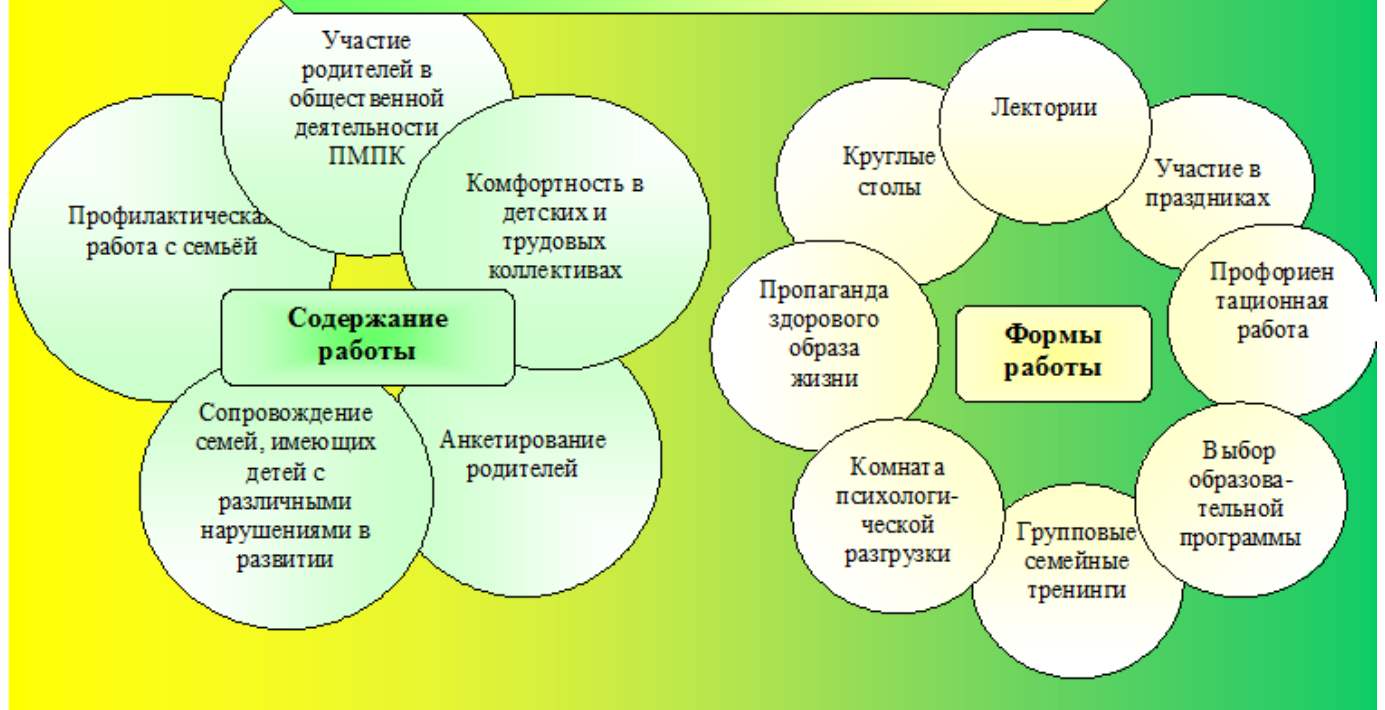 Участие
родителей в
общественной
деятельности
ПМПК
Комфортность в
детских и
трудовых
коллективах
Профилактическая
работа с семьёй
Содержание
работы
Сопровождение
семей, имеющих
детей с
различными
нарушениями в
развитии
Анкетирование
родителей
Лектории
Круглые
столы
Участие в
праздниках
Пропаганда
здорового
образа
жизни
Профориен
тационная
работа
Формы
работы
Комната
психологи-
ческой
разгрузки
Групповые
семейные
тренинги
Выбор
образова-
тельной
программы